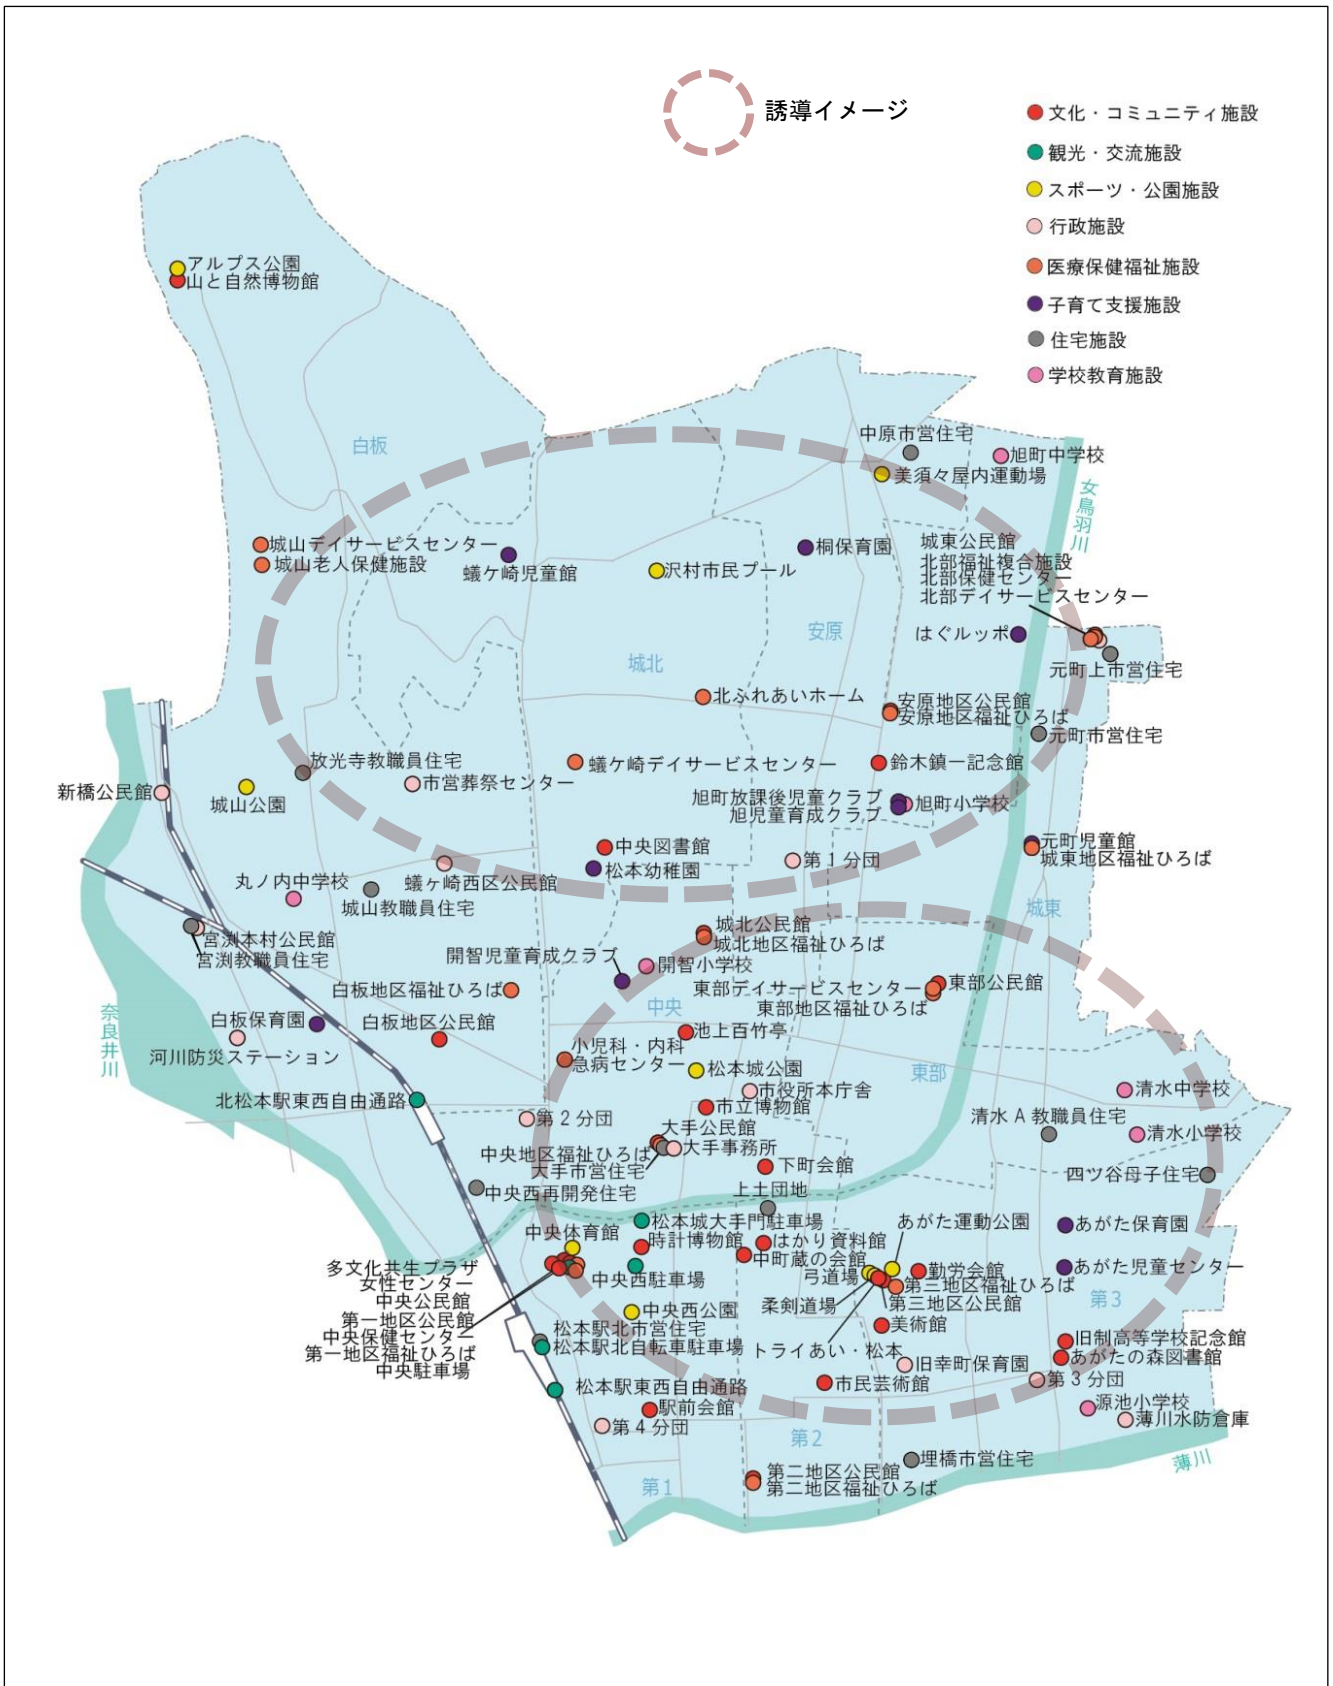 誘導イメージ
文化・コミュニティ施設
観光・交流施設
スポーツ・公園施設
行政施設
医療保健福祉施設
子育て支援施設
住宅施設
学校教育施設
アルプス公園
山と自然博物館
白板
中原市営住宅
旭町中学校
美須々屋内運動場
女鳥羽川
城山デイサービスセンター
城山老人保健施設
蟻ケ崎児童館
沢村市民プール
桐保育園
城東公民館
北部福祉複合施設
北部保健センター
北部デイサービスセンター
はぐルッポ
安原
城北
元町上市営住宅
北ふれあいホーム
安原地区公民館
安原地区福祉ひろば
元町市営住宅
放光寺教職員住宅
市営葬祭センター
蟻ケ崎デイサービスセンター
鈴木鎮一記念館
新橋公民館
城山公園
旭町放課後児童クラブ
旭児童育成クラブ
旭町小学校
中央図書館
松本幼稚園
第1分団
元町児童館
城東地区福祉ひろば
丸ノ内中学校
蟻ヶ崎西区公民館
城山教職員住宅
城東
宮渕本村公民館
宮渕教職員住宅
城北公民館
城北地区福祉ひろば
開智児童育成クラブ
開智小学校
白板地区福祉ひろば
東部デイサービスセンター
東部公民館
東部地区福祉ひろば
中央
奈良井川
白板保育園
白板地区公民館
池上百竹亭
河川防災ステーション
小児科・内科
急病センター
松本城公園
東部
北松本駅東西自由通路
市役所本庁舎
市立博物館
清水中学校
第2分団
清水A教職員住宅
清水小学校
大手公民館
中央地区福祉ひろば
大手事務所
大手市営住宅
下町会館
四ツ谷母子住宅
中央西再開発住宅
上土団地
中央体育館
松本城大手門駐車場
時計博物館
はかり資料館
中町蔵の会館
あがた運動公園
あがた保育園
多文化共生プラザ
女性センター
中央公民館
第一地区公民館
中央保健センター
第一地区福祉ひろば
中央駐車場
中央西駐車場
弓道場
柔剣道場
勤労会館
第三地区福祉ひろば
第三地区公民館
あがた児童センター
第3
中央西公園
松本駅北市営住宅
松本駅北自転車駐車場
トライあい・松本
美術館
旧制高等学校記念館
あがたの森図書館
旧幸町保育園
松本駅東西自由通路
市民芸術館
第3分団
駅前会館
第4分団
源池小学校
薄川水防倉庫
第2
埋橋市営住宅
薄川
第二地区公民館
第二地区福祉ひろば
第1